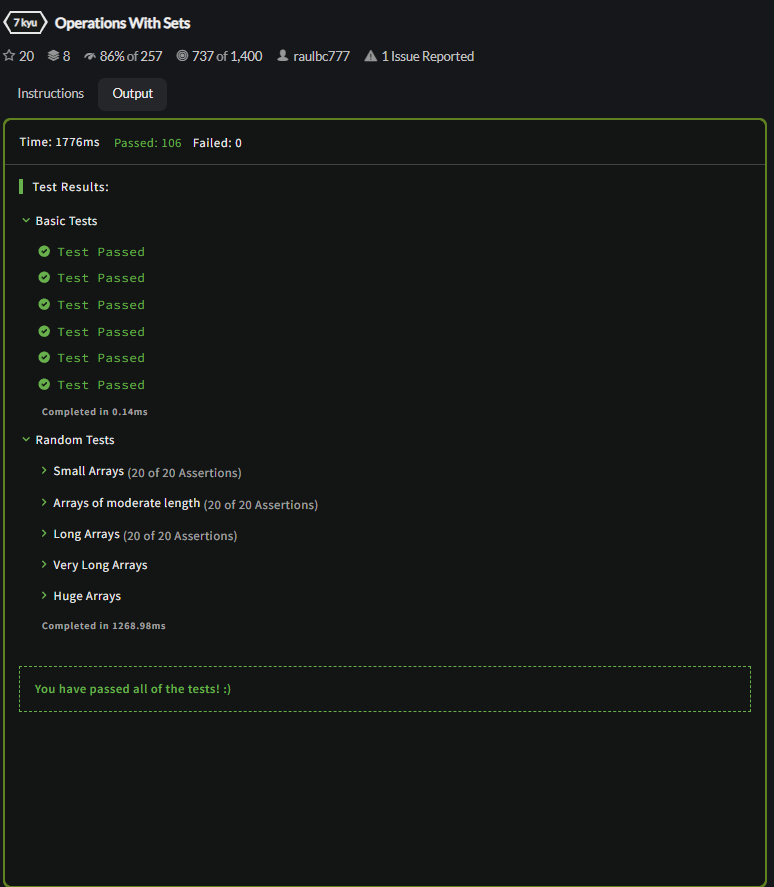 7 kyu Operations With Sets
20 8 86% of 257 737 of 1,400 raulbc777 1 Issue Reported
Instructions Output
Time: 1776ms Passed: 106 Failed: 0
Test Results:
Basic Tests
Test Passed
Test Passed
Test Passed
Test Passed
Test Passed
Test Passed
Completed in 0.14ms
Random Tests
Small Arrays (20 of 20 Assertions)
Arrays of moderate length (20 of 20 Assertions)
Long Arrays (20 of 20 Assertions)
Very Long Arrays
Huge Arrays
Completed in 1268.98ms
You have passed all of the tests! :)